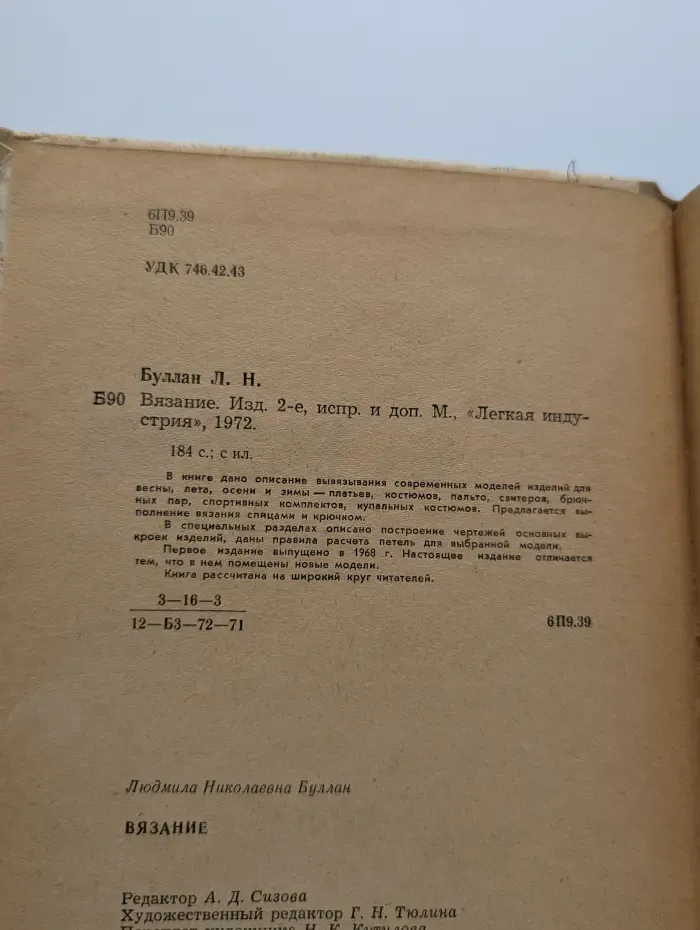 6П9.39
Б90
УДК 746.42.43
Буллан Л. Н.
Б90 Вязание. Изд. 2-е, испр. и доп. М., «Легкая инду-
стрия», 1972.
184 с.; с ил.
В книге дано описание вывязывания современных моделей изделий для
весны, лета, осени и зимы — платьев, костюмов, пальто, свитеров, брюч-
ных пар, спортивных комплектов, купальных костюмов. Предлагается вы-
полнение вязания спицами и крючком.
В специальных разделах описано построение чертежей основных вы-
кроек изделий, даны правила расчета петель для выбранной модели.
Первое издание выпущено в 1968 г. Настоящее издание отличается
тем, что в нем помещены новые модели.
Книга рассчитана на широкий круг читателей.
3—16—3
12—БЗ—72—71
6П9.39
Людмила Николаевна Буллан
ВЯЗАНИЕ
Редактор А. Д. Сизова
Художественный редактор Г. Н. Тюлина
Н. К. Кутилова